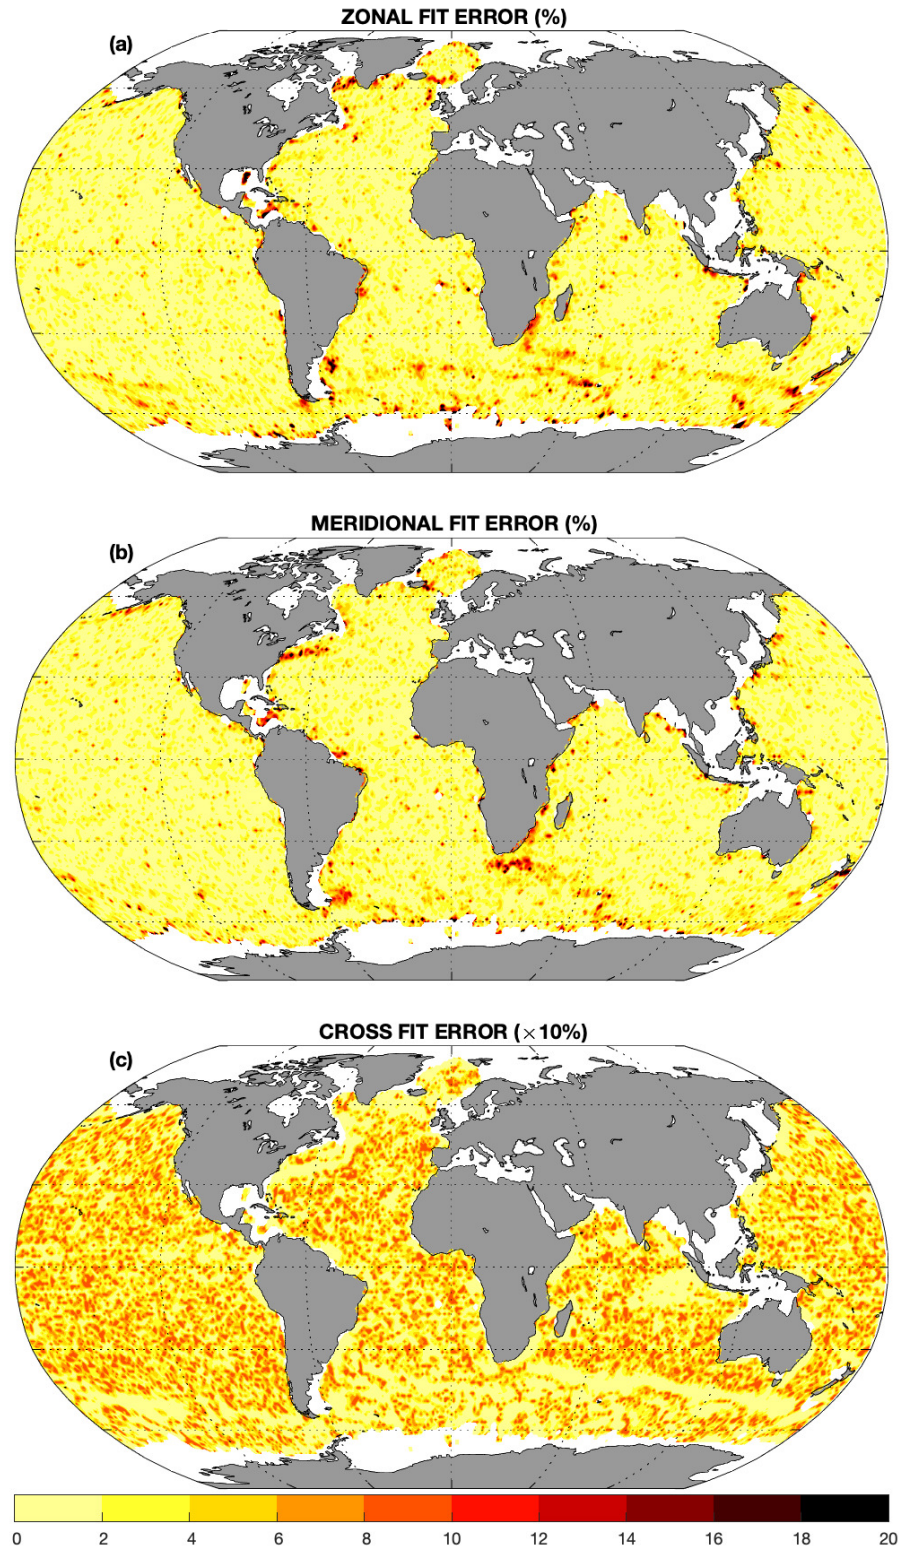 ZONAL FIT ERROR (%)
(a)
MERIDIONAL FIT ERROR (%)
(b)
CROSS FIT ERROR (×10%)
(c)
0 2 4 6 8 10 12 14 16 18 20